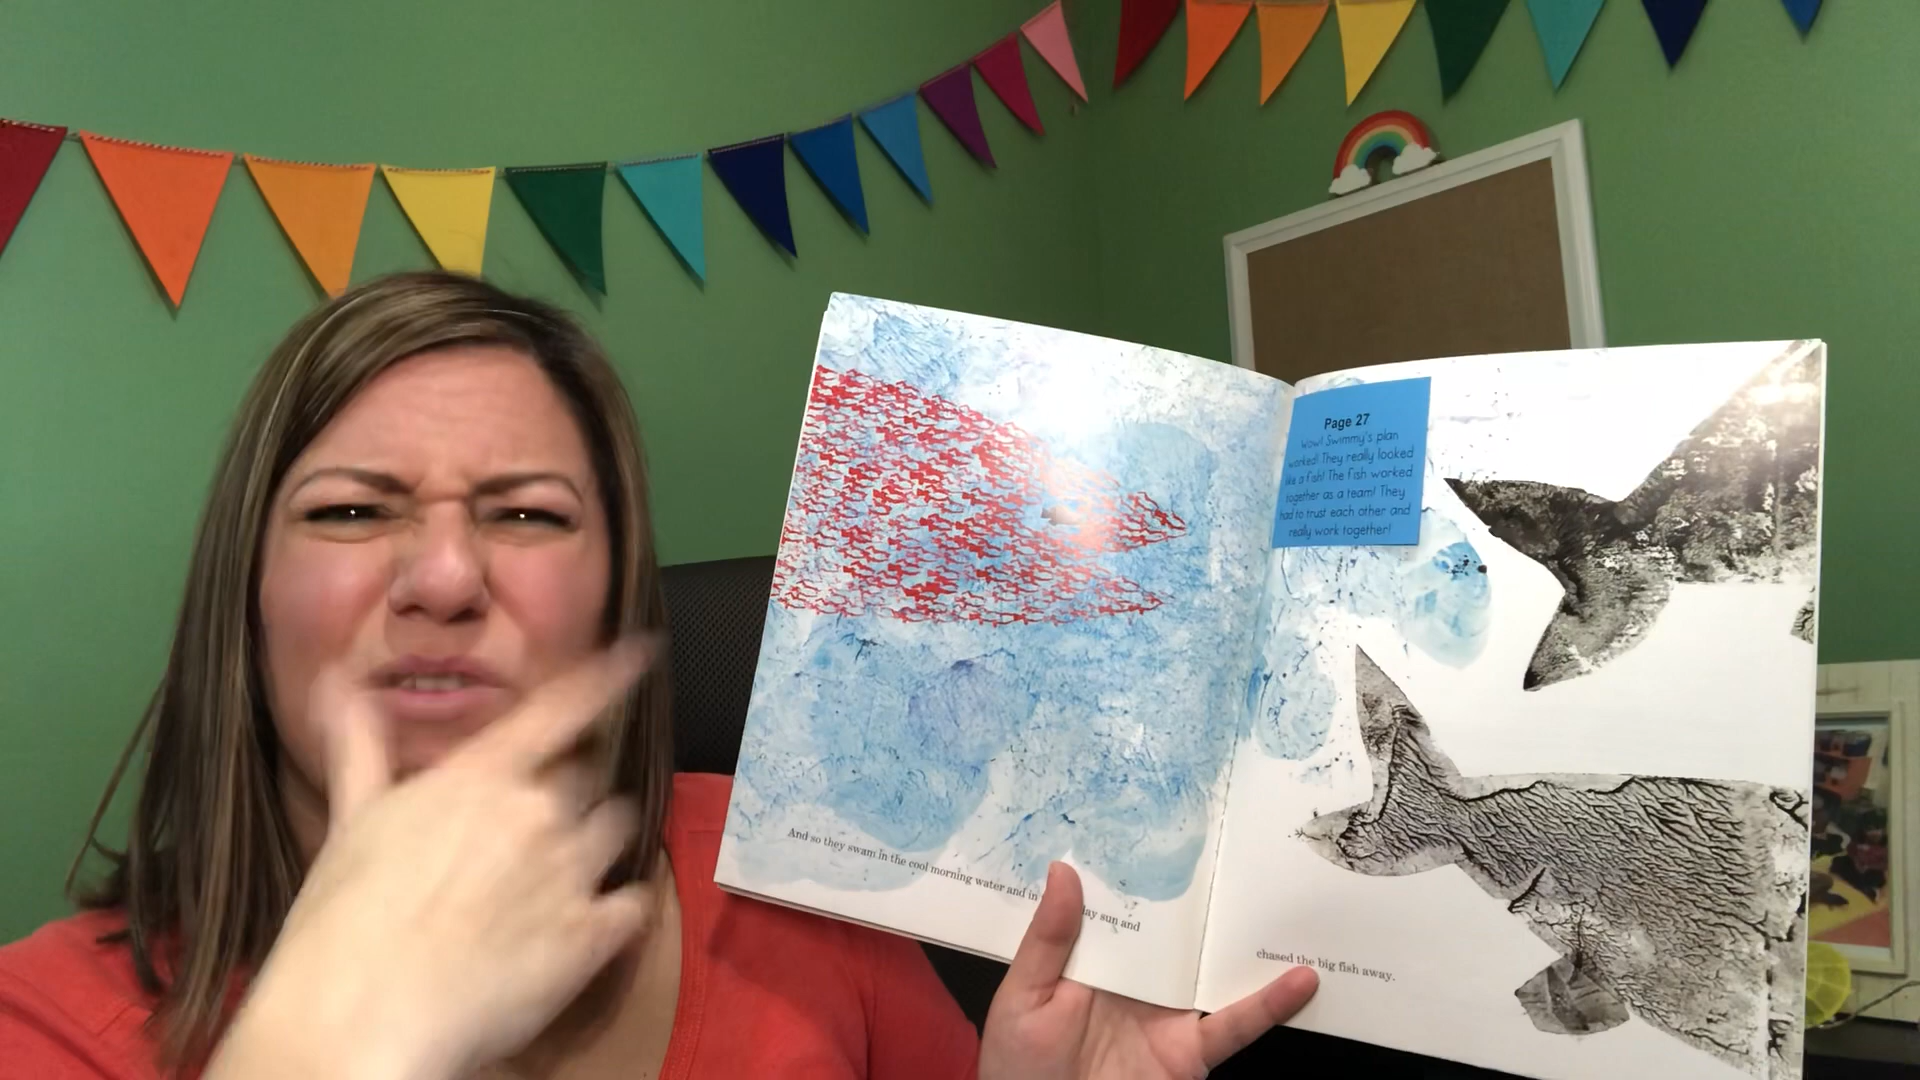 Page 27
Wow! Swimmy's plan
worked! They really looked
like a fish! The fish worked
together as a team! They
had to trust each other and
really work together!
And so they swam in the cool morning water and in day sun and
chased the big fish away.